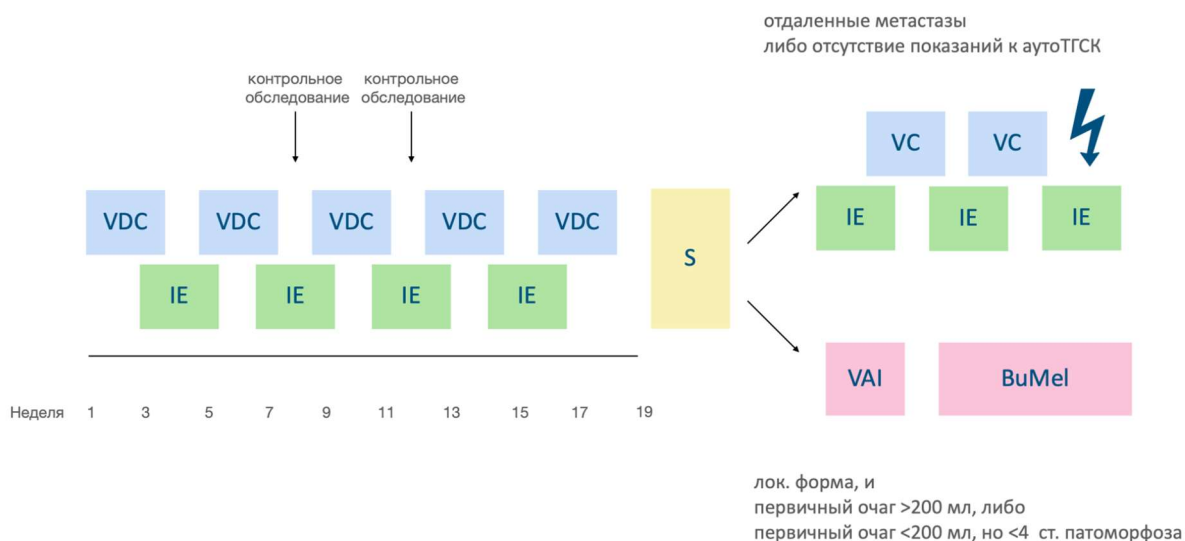 отдаленные метастазы
либо отсутствие показаний к аутоТГСК
контрольное
обследование
контрольное
обследование
VC
VC
VDC
VDC
VDC
VDC
VDC
IE
IE
IE
S
IE
IE
IE
IE
VAI
BuMel
Неделя 1 3 5 7 9 11 13 15 17 19
лок. форма, и
первичный очаг >200 мл, либо
первичный очаг <200 мл, но <4 ст. патоморфоза